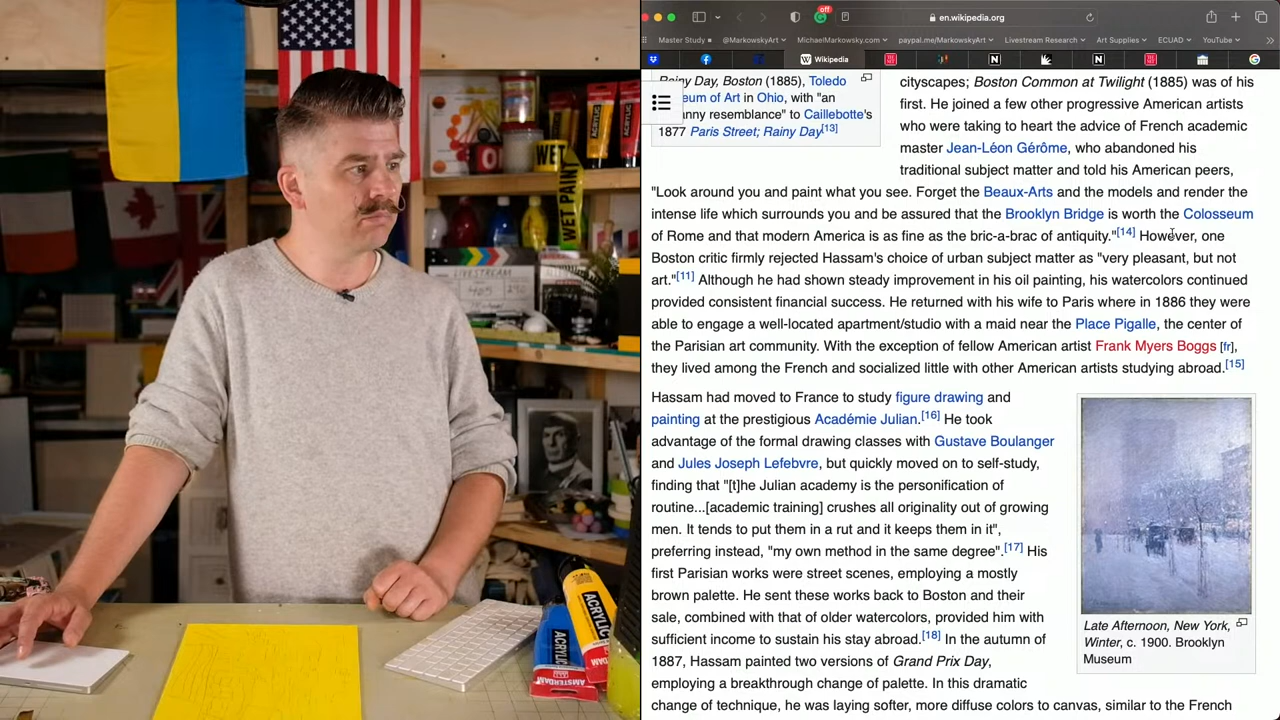 WET
WET PAINT
ACRYLIC
ACRYLIC
LIVESTREAM
ACRYLIC
ACRYLIC
AMSTERDAM
off
en.wikipedia.org
Master Study
@MarkowskyArt
MichaelMarkowsky.com
paypal.me/MarkowskyArt
Livestream Research
Art Supplies
ECUAD
YouTube
Wikipedia
Rainy Day, Boston (1885), Toledo
eum of Art in Ohio, with "an
anny resemblance" to Caillebotte's
1877 Paris Street; Rainy Day[13]
cityscapes; Boston Common at Twilight (1885) was of his
first. He joined a few other progressive American artists
who were taking to heart the advice of French academic
master Jean-Léon Gérôme, who abandoned his
traditional subject matter and told his American peers,
"Look around you and paint what you see. Forget the Beaux-Arts and the models and render the
intense life which surrounds you and be assured that the Brooklyn Bridge is worth the Colosseum
of Rome and that modern America is as fine as the bric-a-brac of antiquity."[14] However, one
Boston critic firmly rejected Hassam's choice of urban subject matter as "very pleasant, but not
art."[11] Although he had shown steady improvement in his oil painting, his watercolors continued
provided consistent financial success. He returned with his wife to Paris where in 1886 they were
able to engage a well-located apartment/studio with a maid near the Place Pigalle, the center of
the Parisian art community. With the exception of fellow American artist Frank Myers Boggs [fr],
they lived among the French and socialized little with other American artists studying abroad.[15]
Hassam had moved to France to study figure drawing and
painting at the prestigious Académie Julian.[16] He took
advantage of the formal drawing classes with Gustave Boulanger
and Jules Joseph Lefebvre, but quickly moved on to self-study,
finding that "[t]he Julian academy is the personification of
routine...[academic training] crushes all originality out of growing
men. It tends to put them in a rut and it keeps them in it",
preferring instead, "my own method in the same degree".[17] His
first Parisian works were street scenes, employing a mostly
brown palette. He sent these works back to Boston and their
sale, combined with that of older watercolors, provided him with
sufficient income to sustain his stay abroad.[18] In the autumn of
1887, Hassam painted two versions of Grand Prix Day,
employing a breakthrough change of palette. In this dramatic
change of technique, he was laying softer, more diffuse colors to canvas, similar to the French
Late Afternoon, New York,
Winter, c. 1900. Brooklyn
Museum